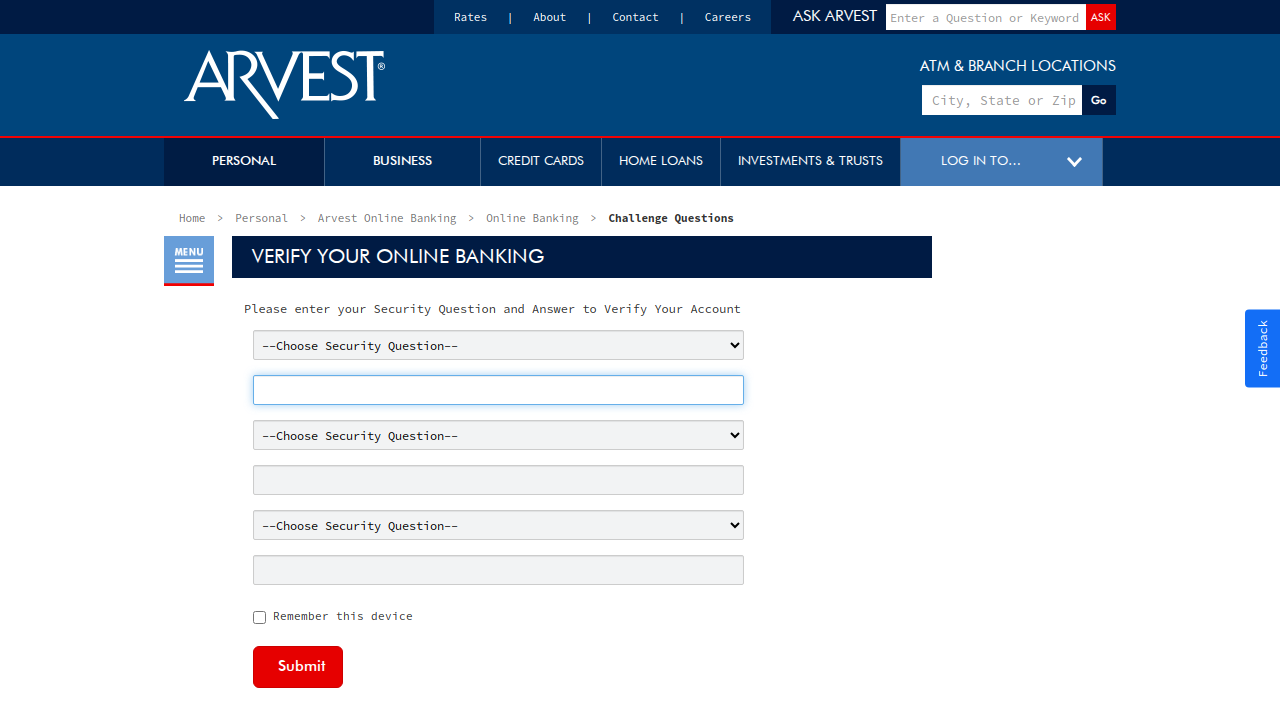 Rates | About | Contact | Careers ASK ARVEST Enter a Question or Keyword ASK
ARVEST®
ATM & BRANCH LOCATIONS
City, State or Zip Go
PERSONAL BUSINESS CREDIT CARDS HOME LOANS INVESTMENTS & TRUSTS LOG IN TO...
Home > Personal > Arvest Online Banking > Online Banking > Challenge Questions
MENU
VERIFY YOUR ONLINE BANKING
Please enter your Security Question and Answer to Verify Your Account
--Choose Security Question--
Feedback
--Choose Security Question--
--Choose Security Question--
Remember this device
Submit